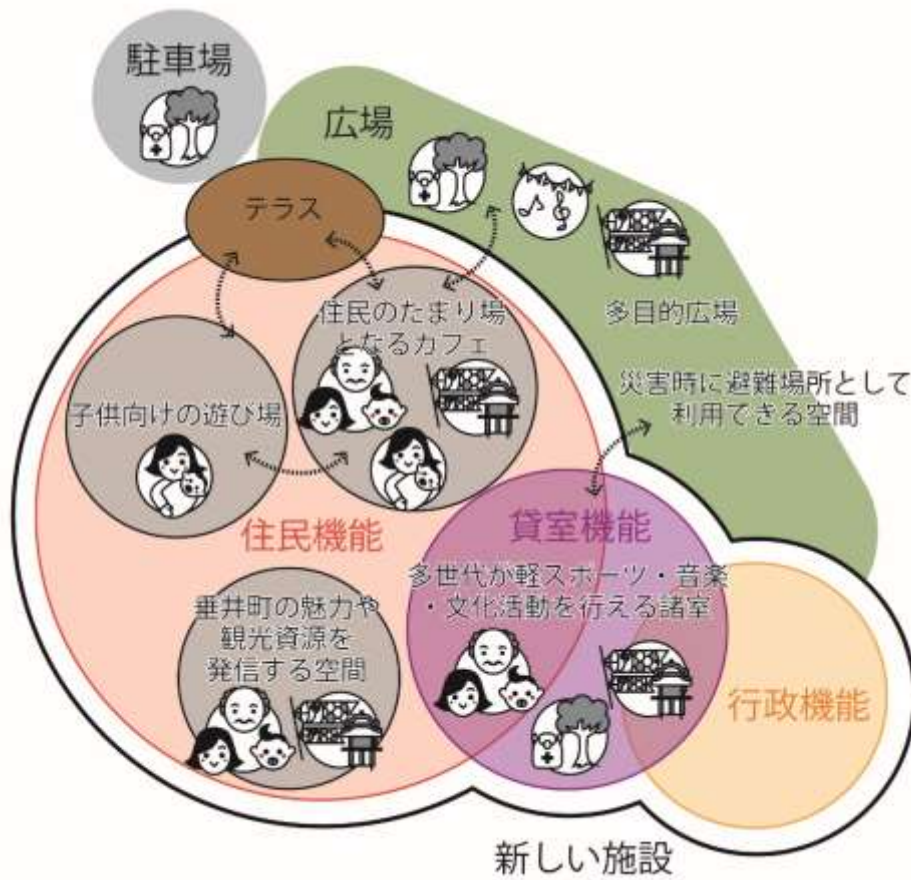 駐車場
広場
テラス
多目的広場
住民のたまり場
となるカフェ
災害時に避難場所として
利用できる空間
子供向けの遊び場
住民機能
貸室機能
多世代が軽スポーツ・音楽
・文化活動を行える諸室
垂井町の魅力や
観光資源を
発信する空間
行政機能
新しい施設